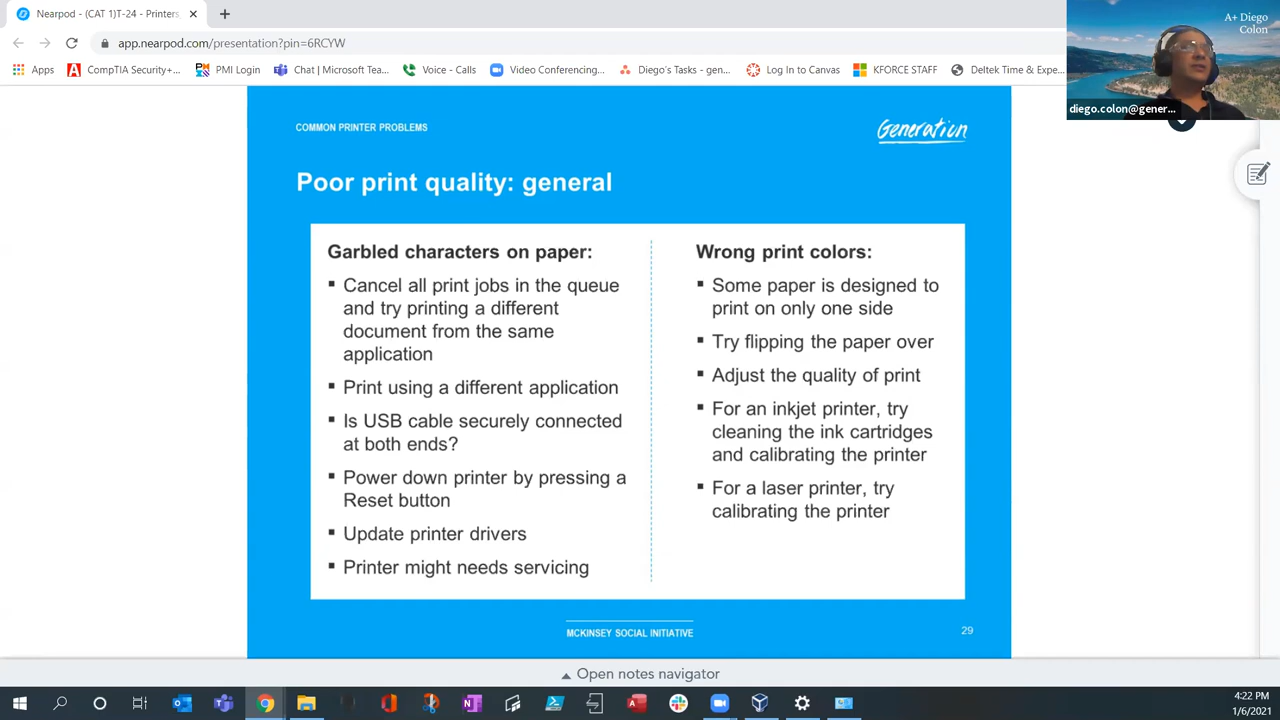 Nearpod - (CAT 1)T-24 - Printers
app.nearpod.com/presentation?pin=6RCYW
Apps
CompTIA Security+...
PMI Login
Chat | Microsoft Tea...
Voice - Calls
Video Conferencing...
Diego's Tasks - gen...
Log In to Canvas
KFORCE STAFF
Deltek Time & Expe...
A+ Diego
Colon
diego.colon@gener...
COMMON PRINTER PROBLEMS
Generation
Poor print quality: general
Garbled characters on paper:
▪ Cancel all print jobs in the queue
and try printing a different
document from the same
application
▪ Print using a different application
▪ Is USB cable securely connected
at both ends?
▪ Power down printer by pressing a
Reset button
▪ Update printer drivers
▪ Printer might needs servicing
Wrong print colors:
▪ Some paper is designed to
print on only one side
▪ Try flipping the paper over
▪ Adjust the quality of print
▪ For an inkjet printer, try
cleaning the ink cartridges
and calibrating the printer
▪ For a laser printer, try
calibrating the printer
MCKINSEY SOCIAL INITIATIVE
29
Open notes navigator
4:22 PM
1/6/2021